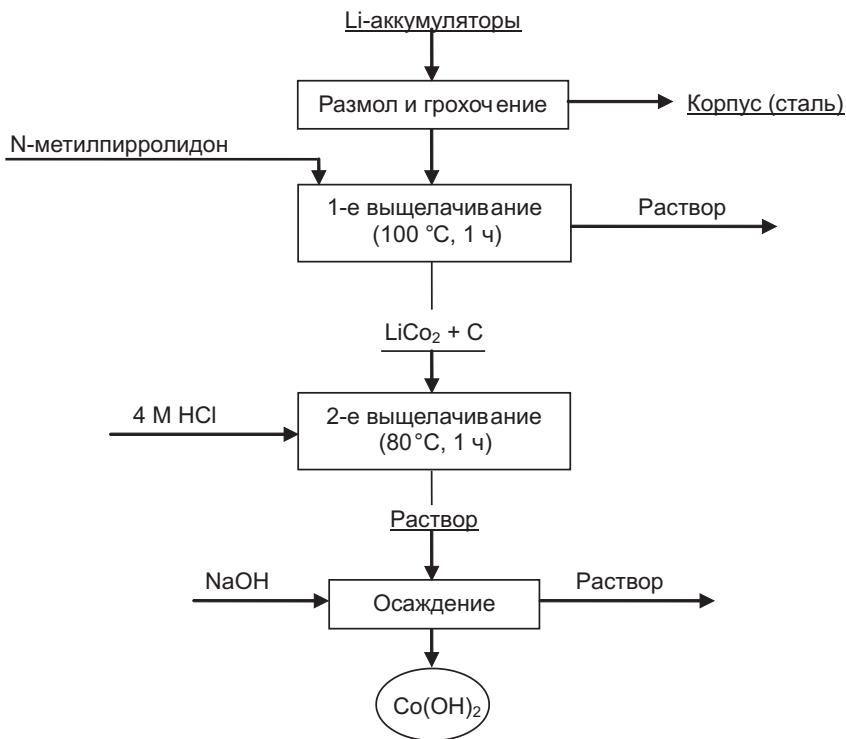 Li-аккумуляторы
Размол и грохочение
Корпус (сталь)
N-метилпирролидон
1-е выщелачивание
(100 °C, 1 ч)
Раствор
LiCo₂ + C
4 M HCl
2-е выщелачивание
(80 °C, 1 ч)
Раствор
NaOH
Осаждение
Раствор
Co(OH)₂